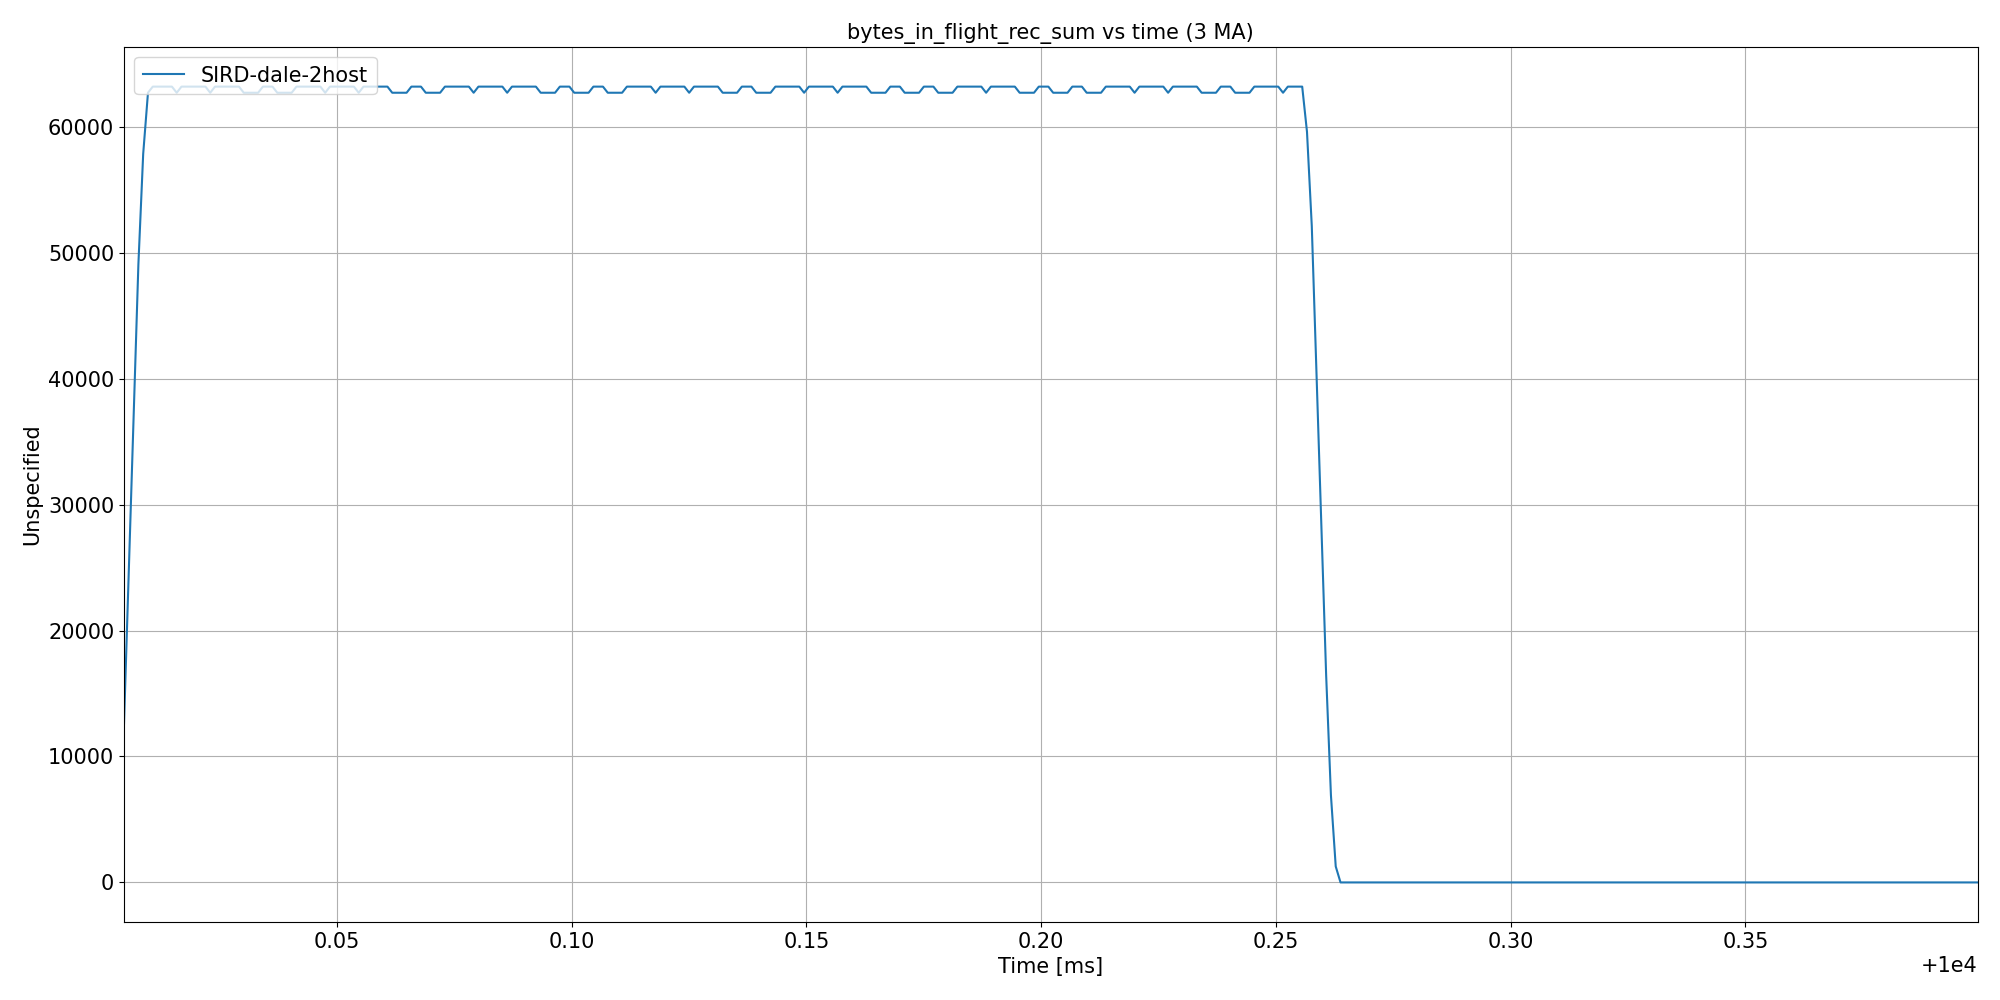 bytes_in_flight_rec_sum vs time (3 MA)
SIRD-dale-2host
60000
50000
40000
30000
20000
10000
0
Unspecified
0.05 0.10 0.15 0.20 0.25 0.30 0.35
Time [ms]
+1e4